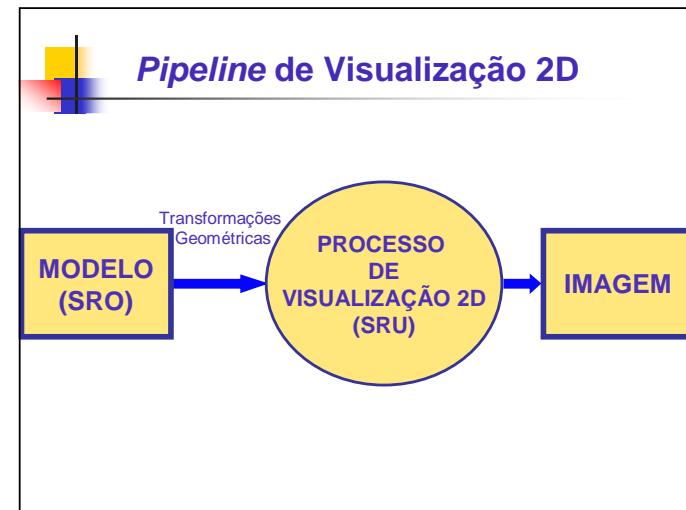 Pipeline de Visualização 2D
Transformações
Geométricas
MODELO
(SRO)
PROCESSO
DE
VISUALIZAÇÃO 2D
(SRU)
IMAGEM